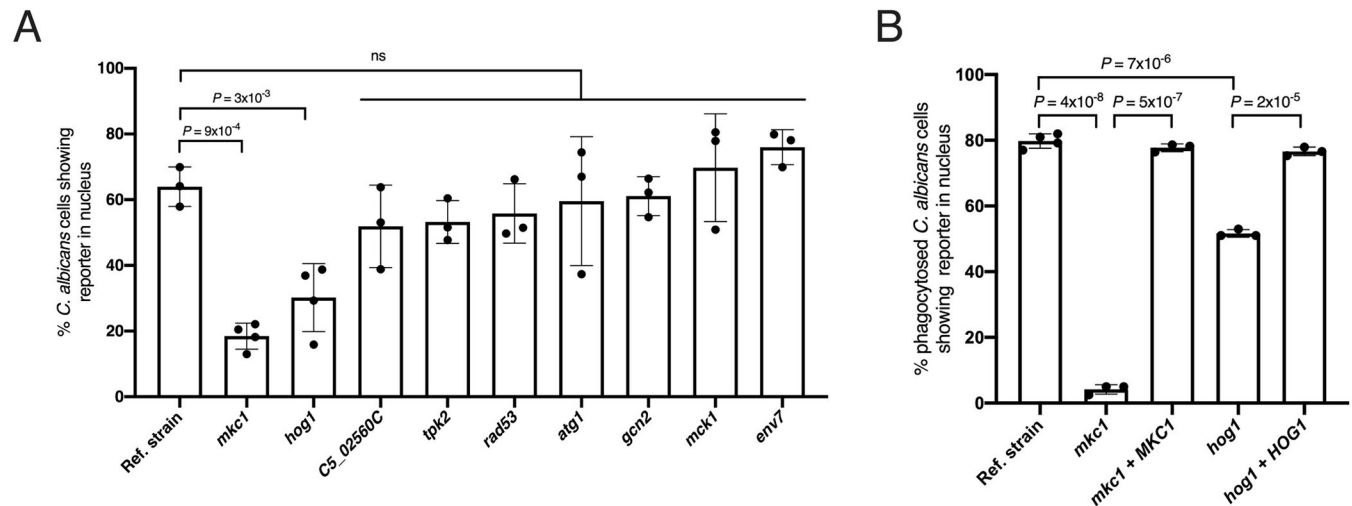 A
% C. albicans cells showing
reporter in nucleus
100
80
60
40
20
0
ns
P = 3x10-3
P = 9x10-4
Ref. strain
mkc1
hog1
C5_02560C
tpk2
rad53
atg1
gcn2
mck1
env7
B
% phagocytosed C. albicans cells
showing reporter in nucleus
100
80
60
40
20
0
P = 7x10-6
P = 4x10-8
P = 5x10-7
P = 2x10-5
Ref. strain
mkc1
mkc1 + MKC1
hog1
hog1 + HOG1